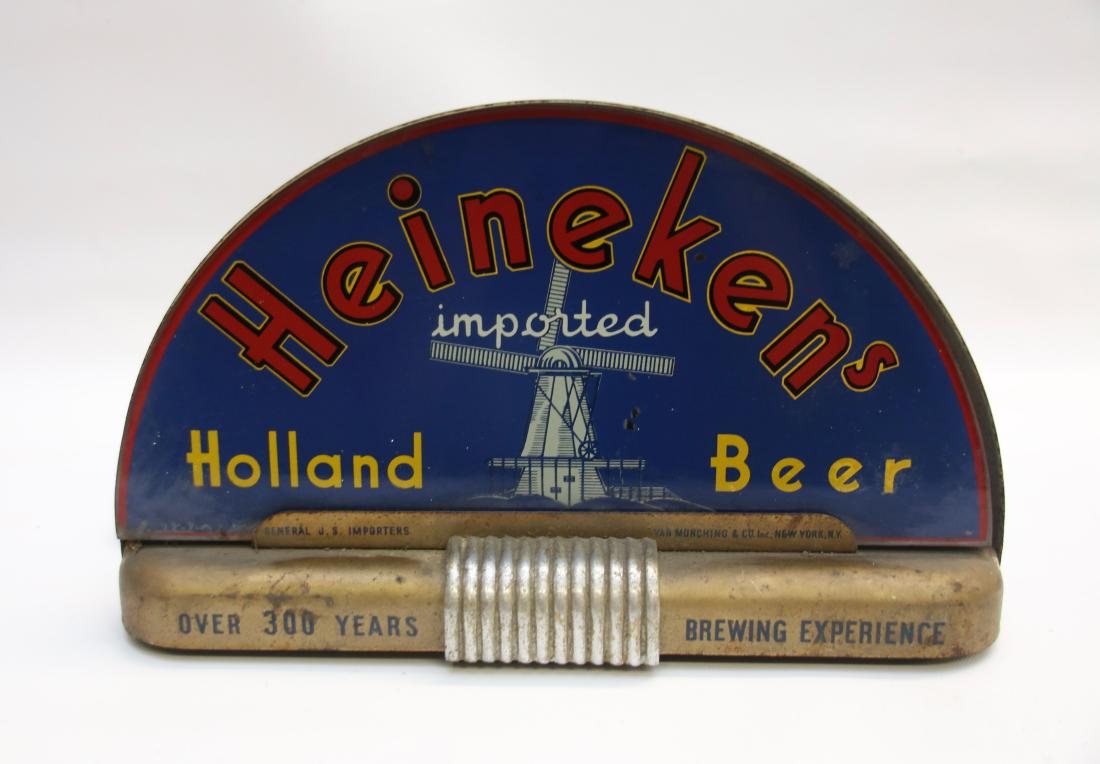 Heinekens
imported
Holland Beer
GENERAL U.S. IMPORTERS VAN MUNCHING & CO. Inc. NEW YORK, N.Y.
OVER 300 YEARS BREWING EXPERIENCE